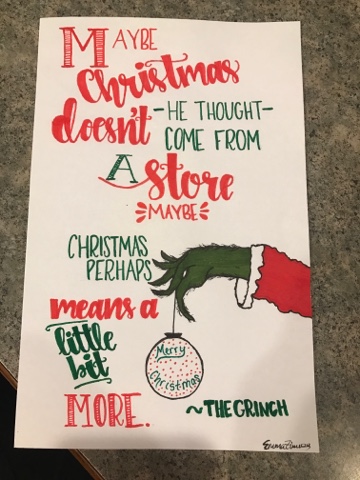 MAYBE
Christmas
doesn't -HE THOUGHT-
COME FROM
A Store
MAYBE
CHRISTMAS
PERHAPS
means a
little
bit
MORE.
Merry
Christmas
~THE GRINCH